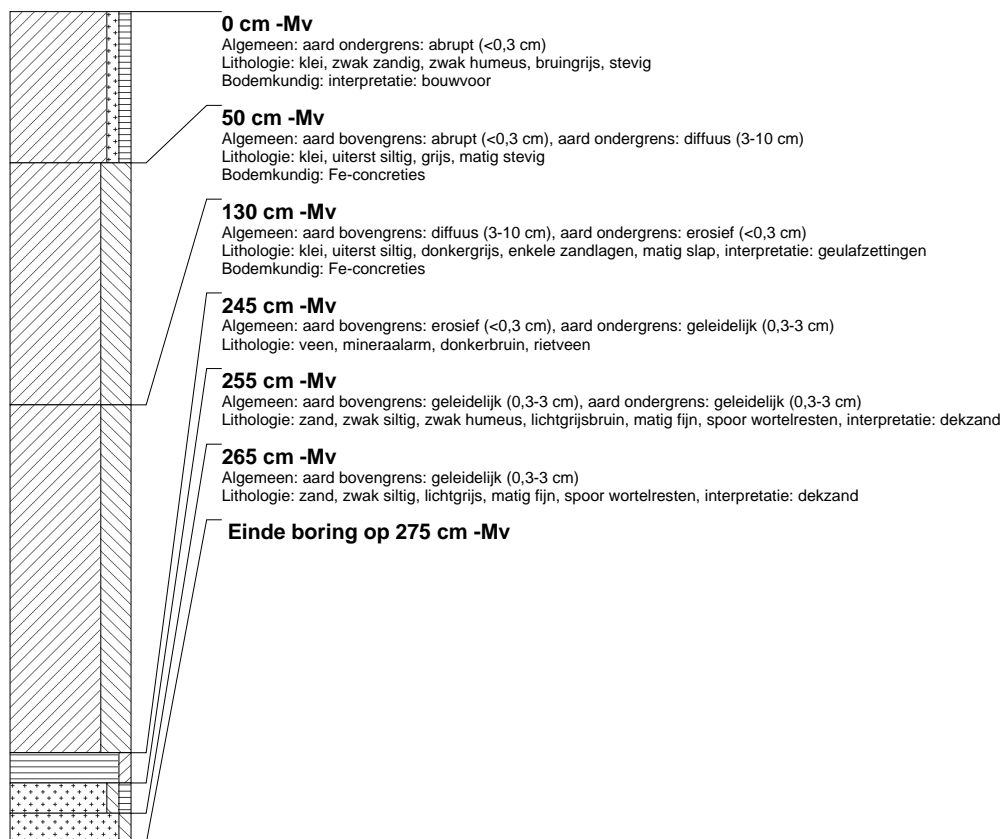 0 cm -Mv
Algemeen: aard ondergrens: abrupt (<0,3 cm)
Lithologie: klei, zwak zandig, zwak humeus, bruingrijs, stevig
Bodemkundig: interpretatie: bouwvoor
50 cm -Mv
Algemeen: aard bovengrens: abrupt (<0,3 cm), aard ondergrens: diffuus (3-10 cm)
Lithologie: klei, uiterst siltig, grijs, matig stevig
Bodemkundig: Fe-concreties
130 cm -Mv
Algemeen: aard bovengrens: diffuus (3-10 cm), aard ondergrens: erosief (<0,3 cm)
Lithologie: klei, uiterst siltig, donkergrijs, enkele zandlagen, matig slap, interpretatie: geulafzettingen
Bodemkundig: Fe-concreties
245 cm -Mv
Algemeen: aard bovengrens: erosief (<0,3 cm), aard ondergrens: geleidelijk (0,3-3 cm)
Lithologie: veen, mineraalarm, donkerbruin, rietveen
255 cm -Mv
Algemeen: aard bovengrens: geleidelijk (0,3-3 cm), aard ondergrens: geleidelijk (0,3-3 cm)
Lithologie: zand, zwak siltig, zwak humeus, lichtgrijsbruin, matig fijn, spoor wortelresten, interpretatie: dekzand
265 cm -Mv
Algemeen: aard bovengrens: geleidelijk (0,3-3 cm)
Lithologie: zand, zwak siltig, lichtgrijs, matig fijn, spoor wortelresten, interpretatie: dekzand
Einde boring op 275 cm -Mv